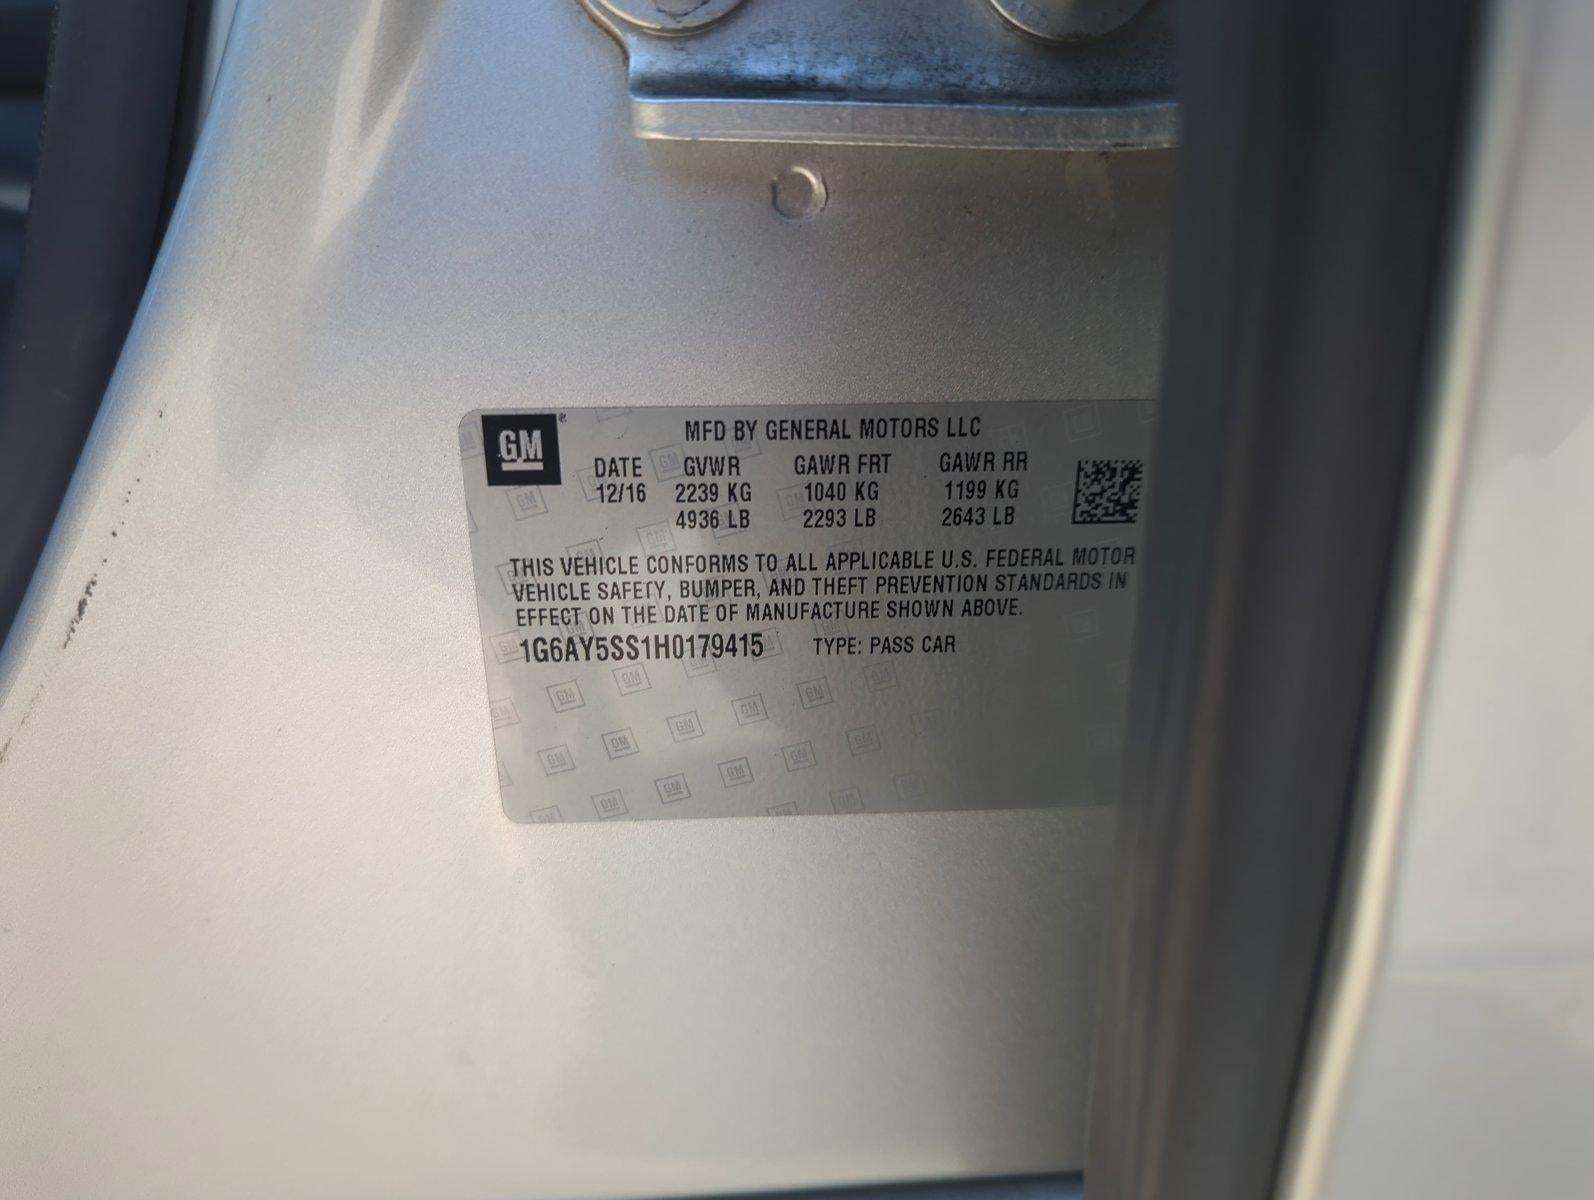 GM
MFD BY GENERAL MOTORS LLC
DATE GVWR GAWR FRT GAWR RR
12/16 2239 KG 1040 KG 1199 KG
4936 LB 2293 LB 2643 LB
THIS VEHICLE CONFORMS TO ALL APPLICABLE U.S. FEDERAL MOTOR
VEHICLE SAFETY, BUMPER, AND THEFT PREVENTION STANDARDS IN
EFFECT ON THE DATE OF MANUFACTURE SHOWN ABOVE.
1G6AY5SS1H0179415 TYPE: PASS CAR